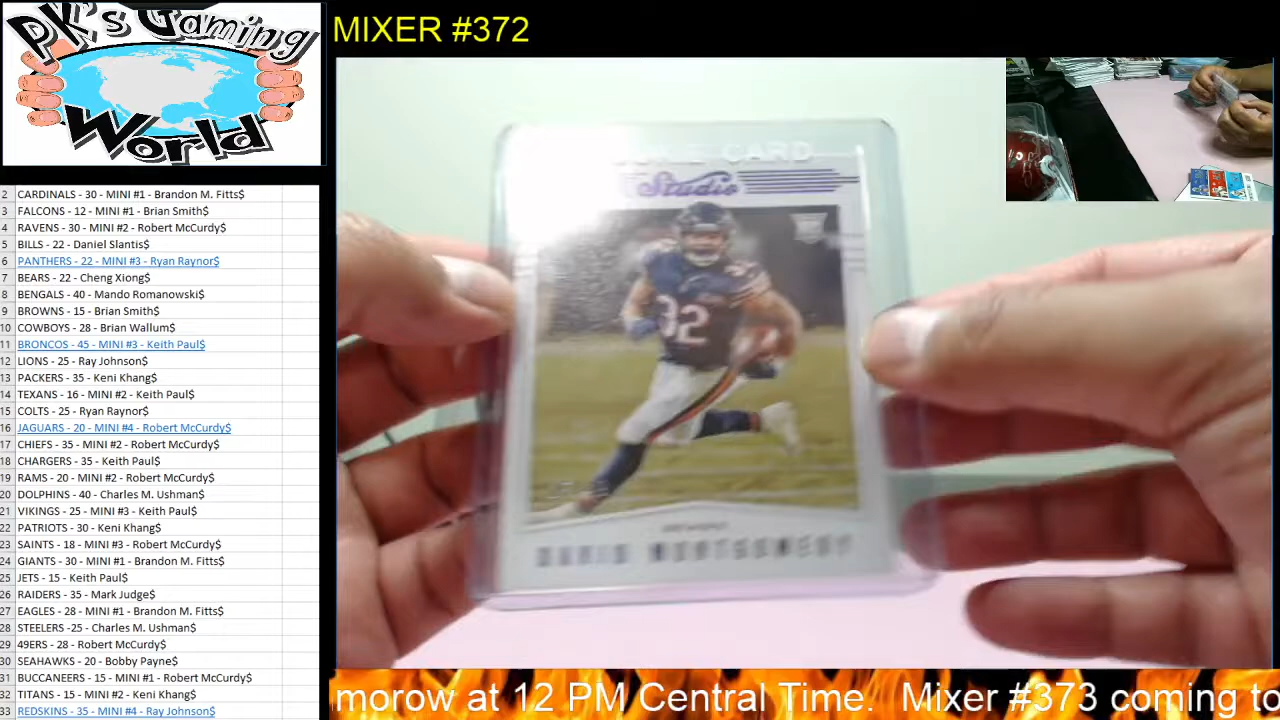 PK's Gaming
World
MIXER #372
2 CARDINALS - 30 - MINI #1 - Brandon M. Fitts$
3 FALCONS - 12 - MINI #1 - Brian Smith$
4 RAVENS - 30 - MINI #2 - Robert McCurdy$
5 BILLS - 22 - Daniel Slantis$
6 PANTHERS - 22 - MINI #3 - Ryan Raynor$
7 BEARS - 22 - Cheng Xiong$
8 BENGALS - 40 - Mando Romanowski$
9 BROWNS - 15 - Brian Smith$
10 COWBOYS - 28 - Brian Wallum$
11 BRONCOS - 45 - MINI #3 - Keith Paul$
12 LIONS - 25 - Ray Johnson$
13 PACKERS - 35 - Keni Khang$
14 TEXANS - 16 - MINI #2 - Keith Paul$
15 COLTS - 25 - Ryan Raynor$
16 JAGUARS - 20 - MINI #4 - Robert McCurdy$
17 CHIEFS - 35 - MINI #2 - Robert McCurdy$
18 CHARGERS - 35 - Keith Paul$
19 RAMS - 20 - MINI #2 - Robert McCurdy$
20 DOLPHINS - 40 - Charles M. Ushman$
21 VIKINGS - 25 - MINI #3 - Keith Paul$
22 PATRIOTS - 30 - Keni Khang$
23 SAINTS - 18 - MINI #3 - Robert McCurdy$
24 GIANTS - 30 - MINI #1 - Brandon M. Fitts$
25 JETS - 15 - Keith Paul$
26 RAIDERS - 35 - Mark Judge$
27 EAGLES - 28 - MINI #1 - Brandon M. Fitts$
28 STEELERS -25 - Charles M. Ushman$
29 49ERS - 28 - Robert McCurdy$
30 SEAHAWKS - 20 - Bobby Payne$
31 BUCCANEERS - 15 - MINI #1 - Robert McCurdy$
32 TITANS - 15 - MINI #2 - Keni Khang$
33 REDSKINS - 35 - MINI #4 - Ray Johnson$
CARD
Studio
32
DAVID MONTGOMERY
morow at 12 PM Central Time. Mixer #373 coming to